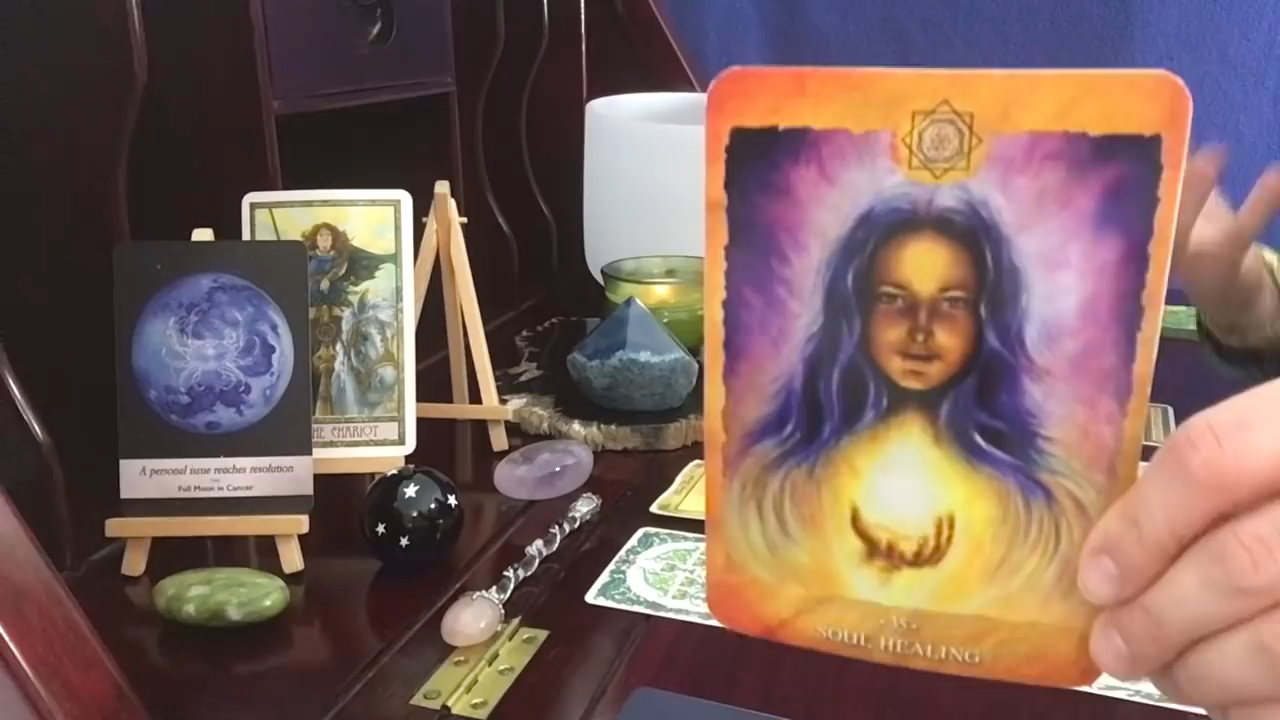 A personal issue reaches resolution
Full Moon in Cancer
THE CHARIOT
• 35 •
SOUL HEALING